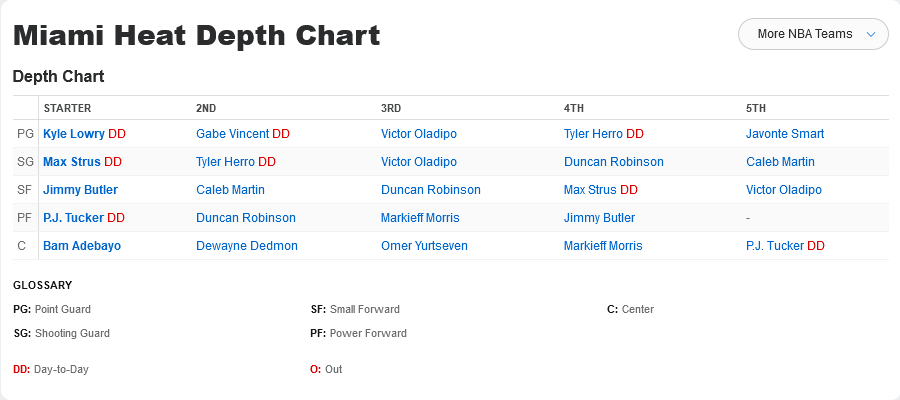 Miami Heat Depth Chart
More NBA Teams
Depth Chart
STARTER 2ND 3RD 4TH 5TH
PG Kyle Lowry DD Gabe Vincent DD Victor Oladipo Tyler Herro DD Javonte Smart
SG Max Strus DD Tyler Herro DD Victor Oladipo Duncan Robinson Caleb Martin
SF Jimmy Butler Caleb Martin Duncan Robinson Max Strus DD Victor Oladipo
PF P.J. Tucker DD Duncan Robinson Markieff Morris Jimmy Butler -
C Bam Adebayo Dewayne Dedmon Omer Yurtseven Markieff Morris P.J. Tucker DD
GLOSSARY
PG: Point Guard SF: Small Forward C: Center
SG: Shooting Guard PF: Power Forward
DD: Day-to-Day O: Out